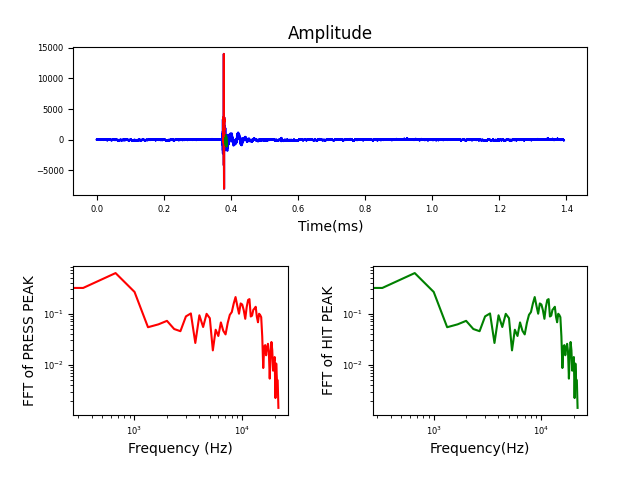 Amplitude
15000
10000
5000
0
−5000
0.0 0.2 0.4 0.6 0.8 1.0 1.2 1.4
Time(ms)
FFT of PRESS PEAK
10⁻¹
10⁻²
10³ 10⁴
Frequency (Hz)
FFT of HIT PEAK
10⁻¹
10⁻²
10³ 10⁴
Frequency(Hz)